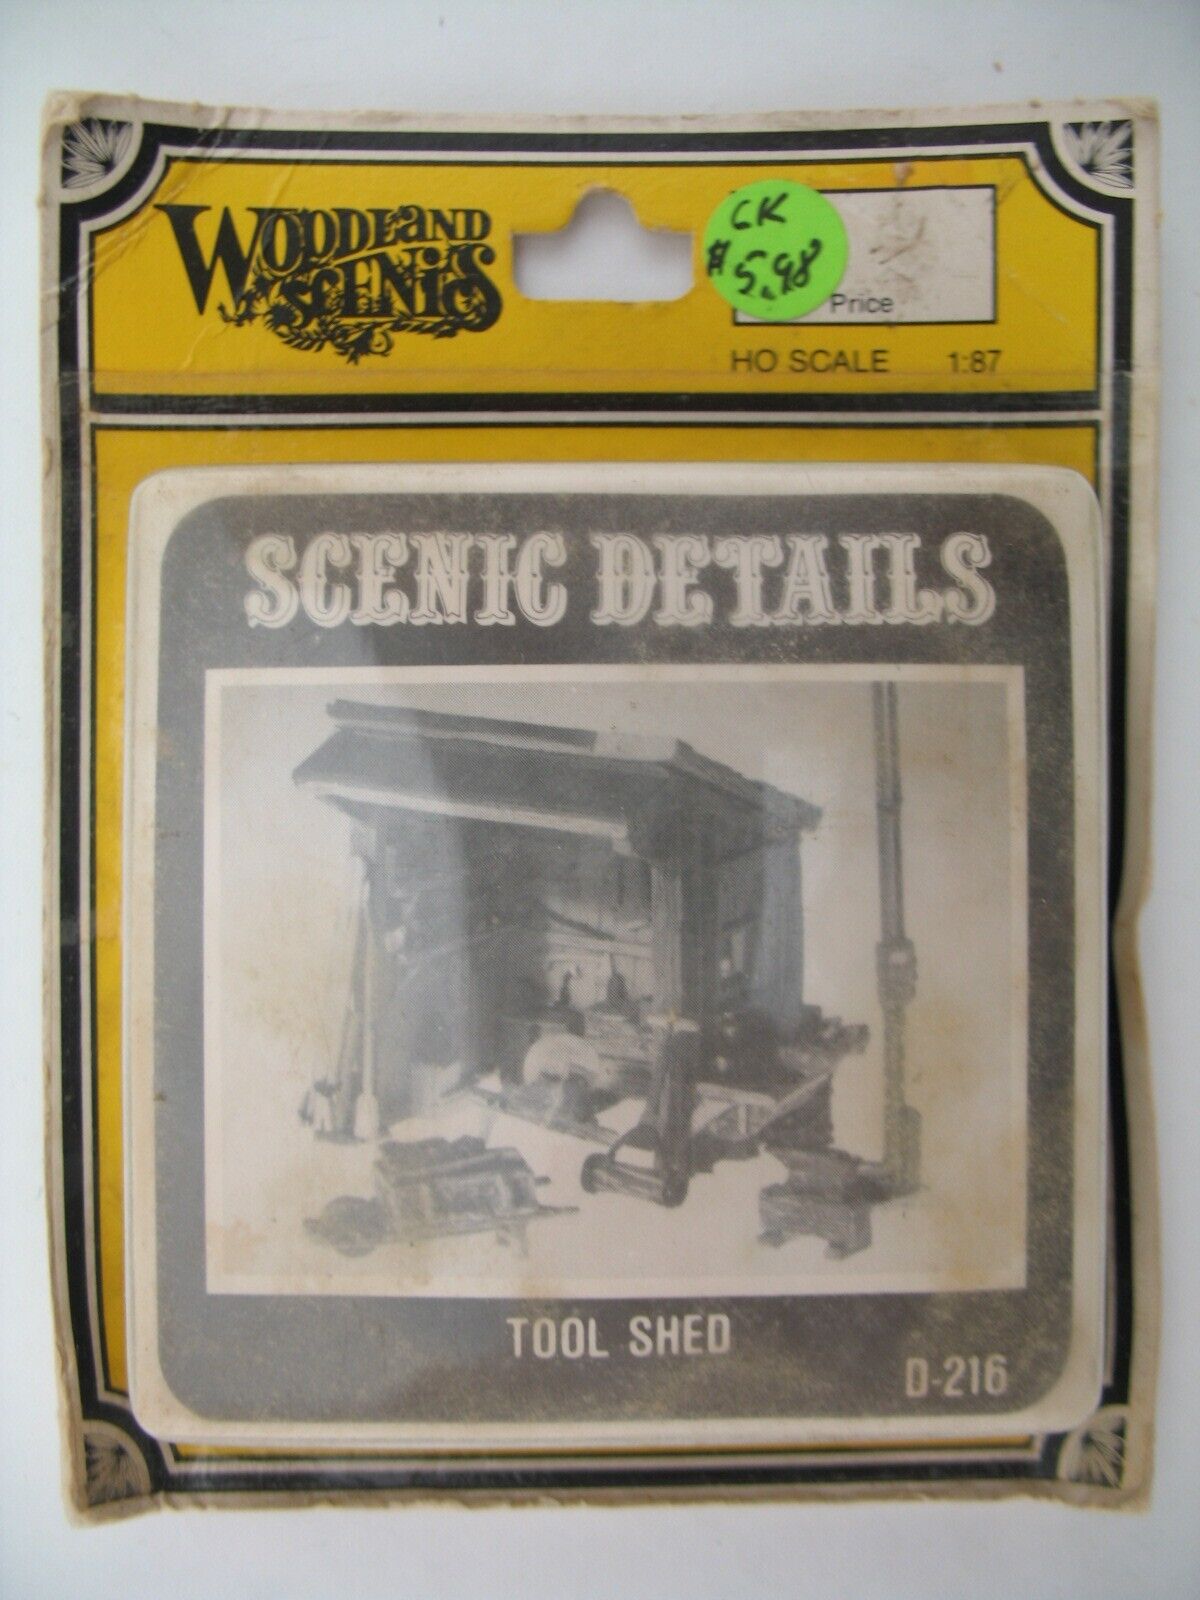 WOODLAND
SCENICS
CK
$5.98
Price
HO SCALE 1:87
SCENIC DETAILS
TOOL SHED
D-216